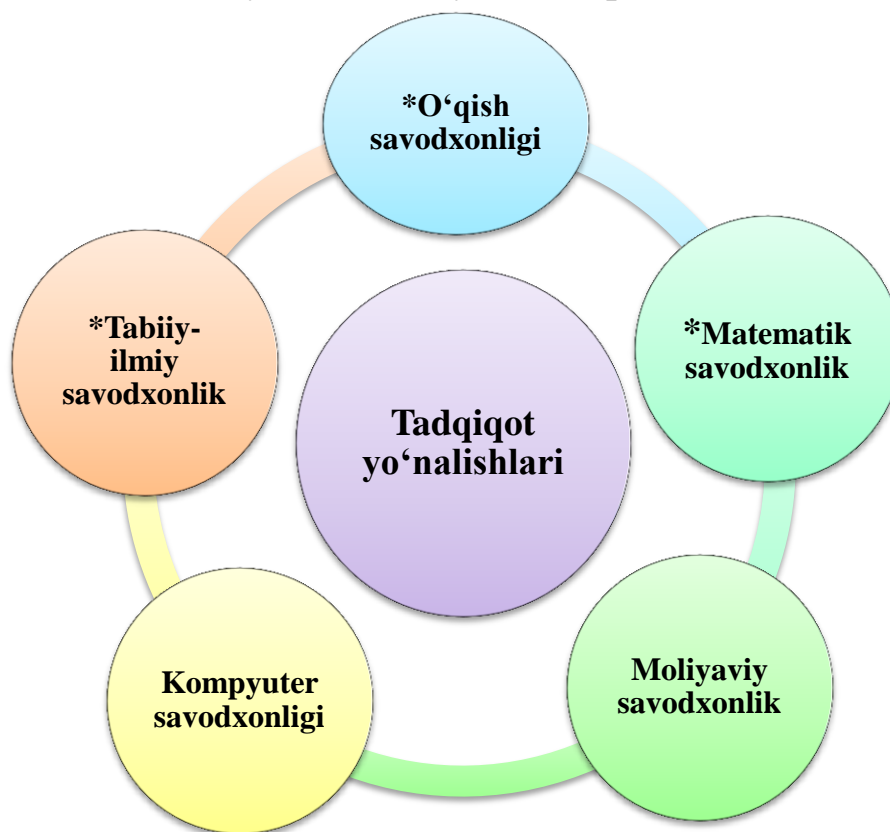 *O‘qish
savodxonligi
*Matematik
savodxonlik
Moliyaviy
savodxonlik
Kompyuter
savodxonligi
*Tabiiy-
ilmiy
savodxonlik
Tadqiqot
yo‘nalishlari